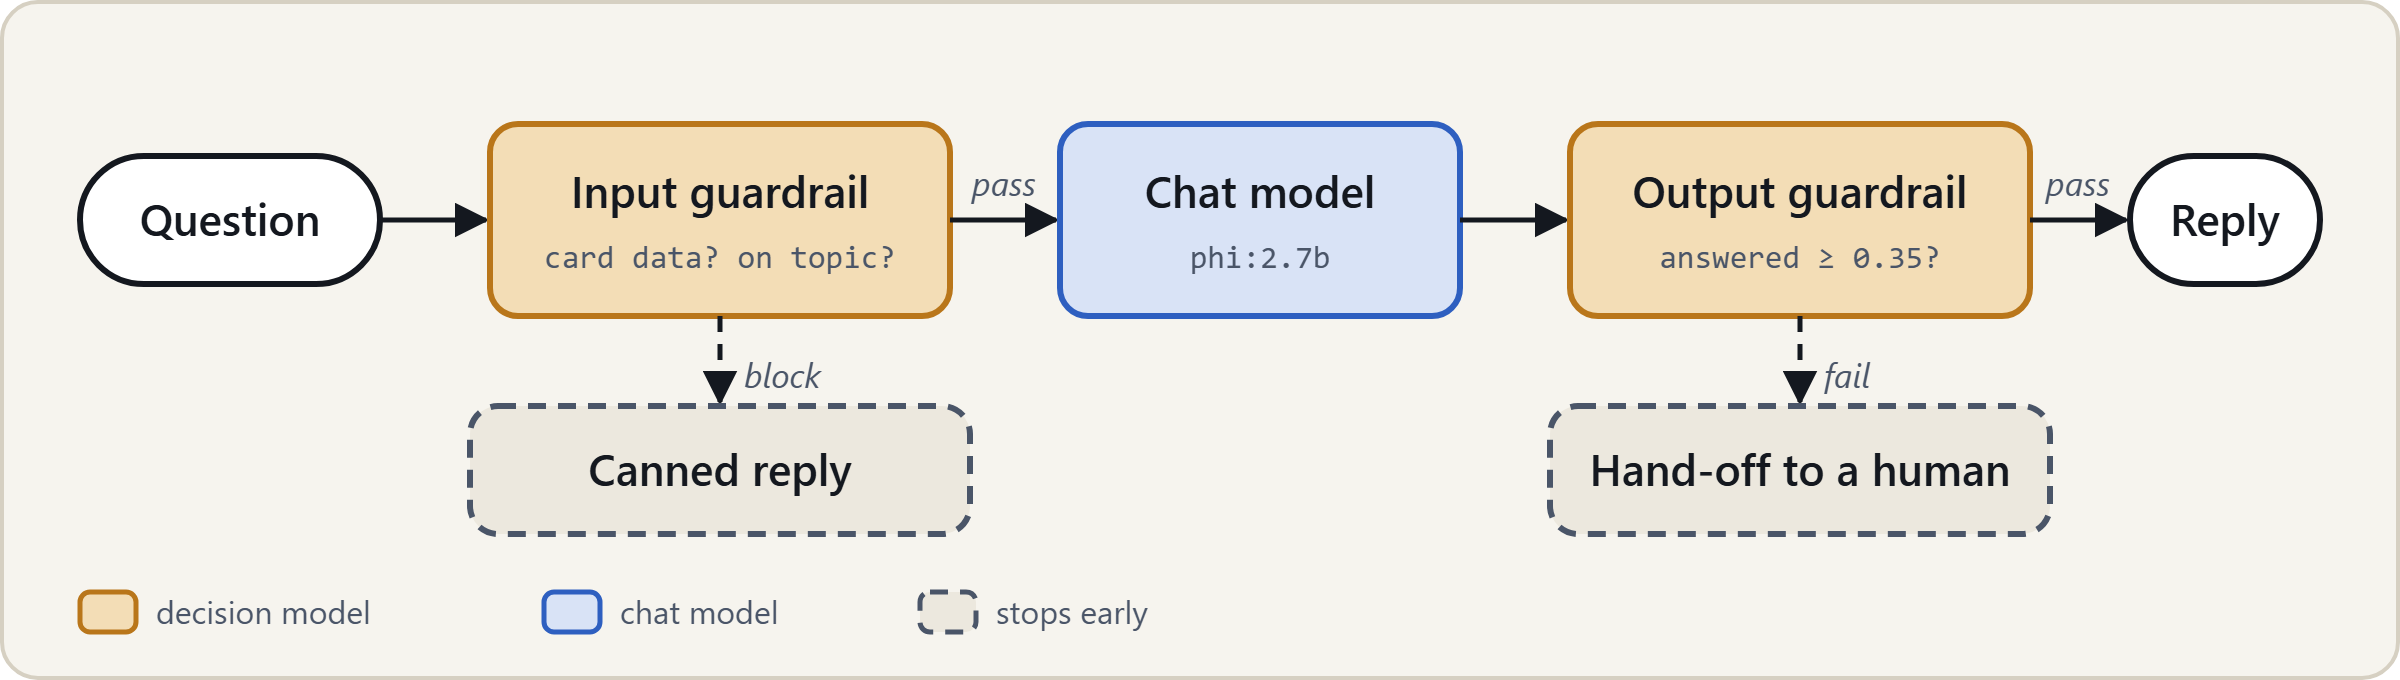 Question
Input guardrail
card data? on topic?
pass
Chat model
phi:2.7b
Output guardrail
answered ≥ 0.35?
pass
Reply
block
Canned reply
fail
Hand-off to a human
decision model
chat model
stops early